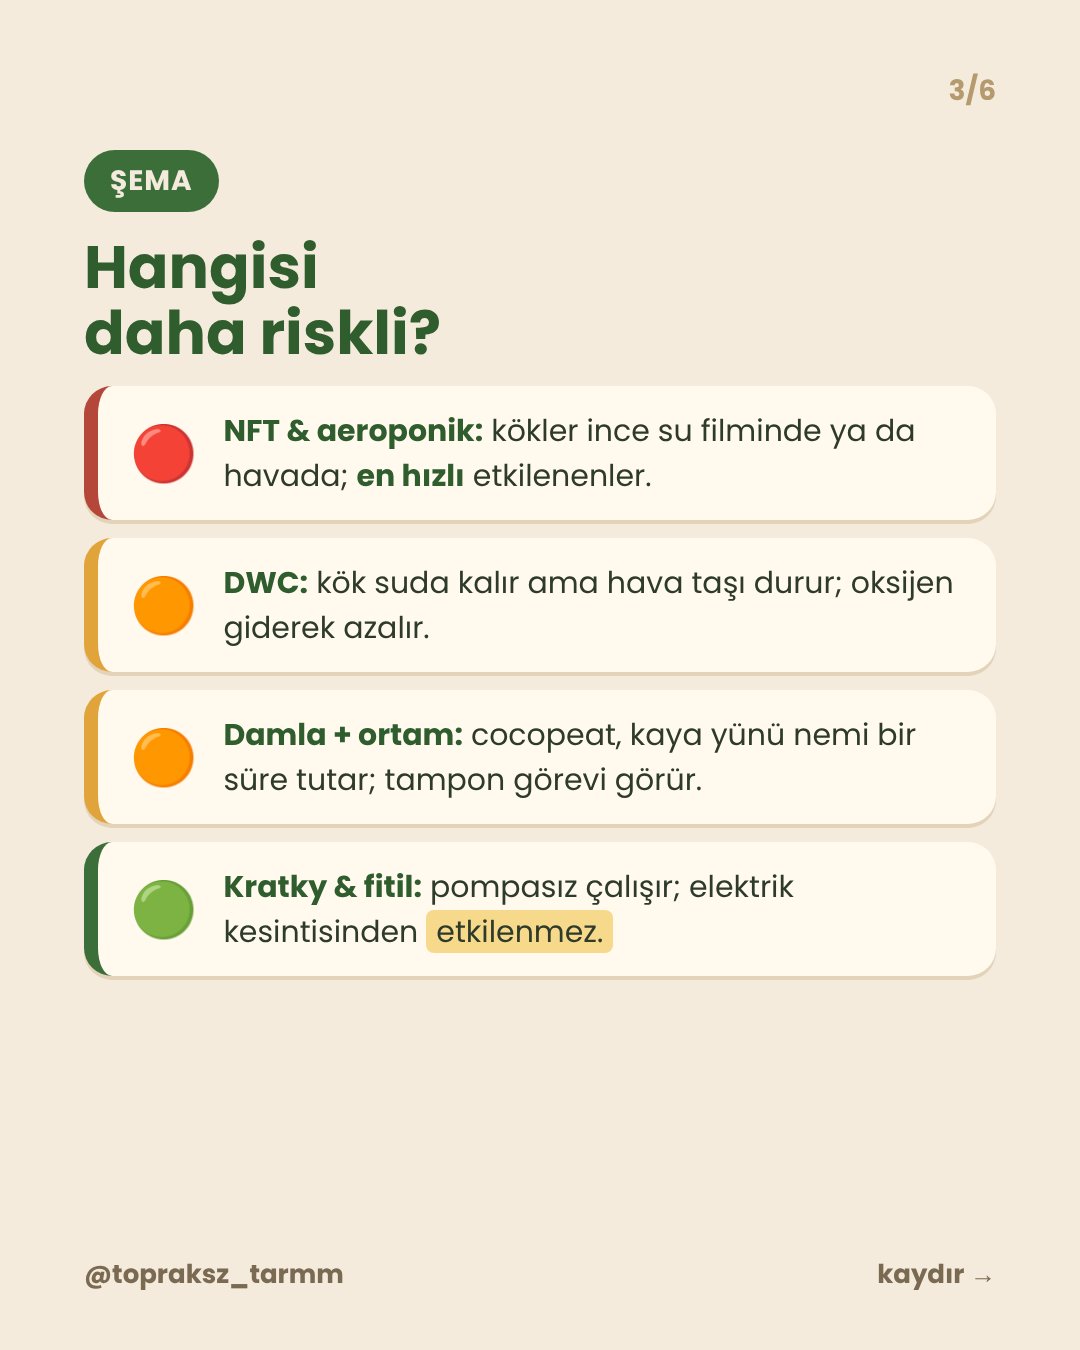 3/6
ŞEMA
Hangisi
daha riskli?
NFT & aeroponik: kökler ince su filminde ya da
havada; en hızlı etkilenenler.
DWC: kök suda kalır ama hava taşı durur; oksijen
giderek azalır.
Damla + ortam: cocopeat, kaya yünü nemi bir
süre tutar; tampon görevi görür.
Kratky & fitil: pompasız çalışır; elektrik
kesintisinden etkilenmez.
@topraksz_tarmm
kaydır →